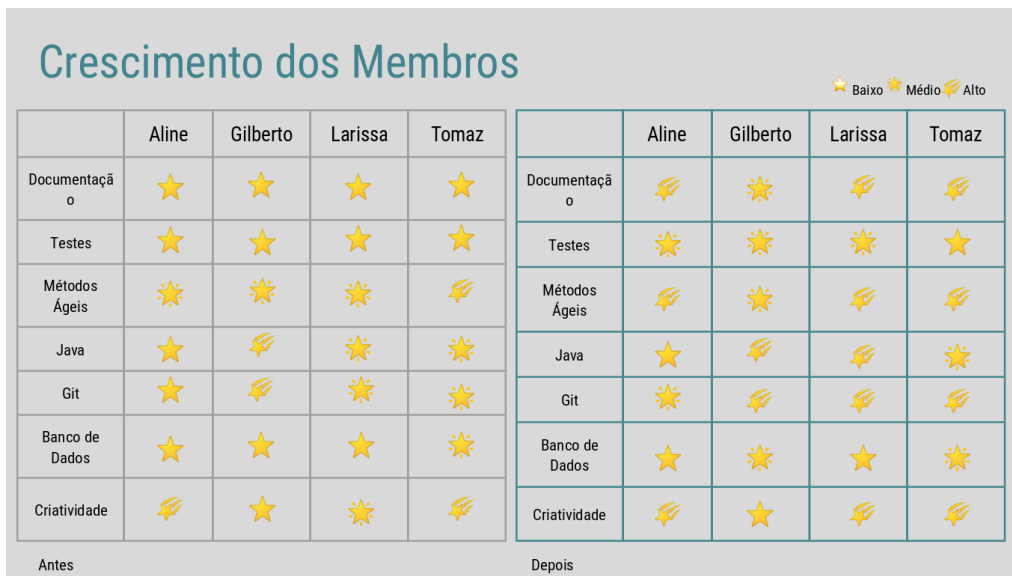 Crescimento dos Membros
Baixo Médio Alto
Aline Gilberto Larissa Tomaz
Documentaçã
o
Testes
Métodos
Ágeis
Java
Git
Banco de
Dados
Criatividade
Antes
Aline Gilberto Larissa Tomaz
Documentaçã
o
Testes
Métodos
Ágeis
Java
Git
Banco de
Dados
Criatividade
Depois